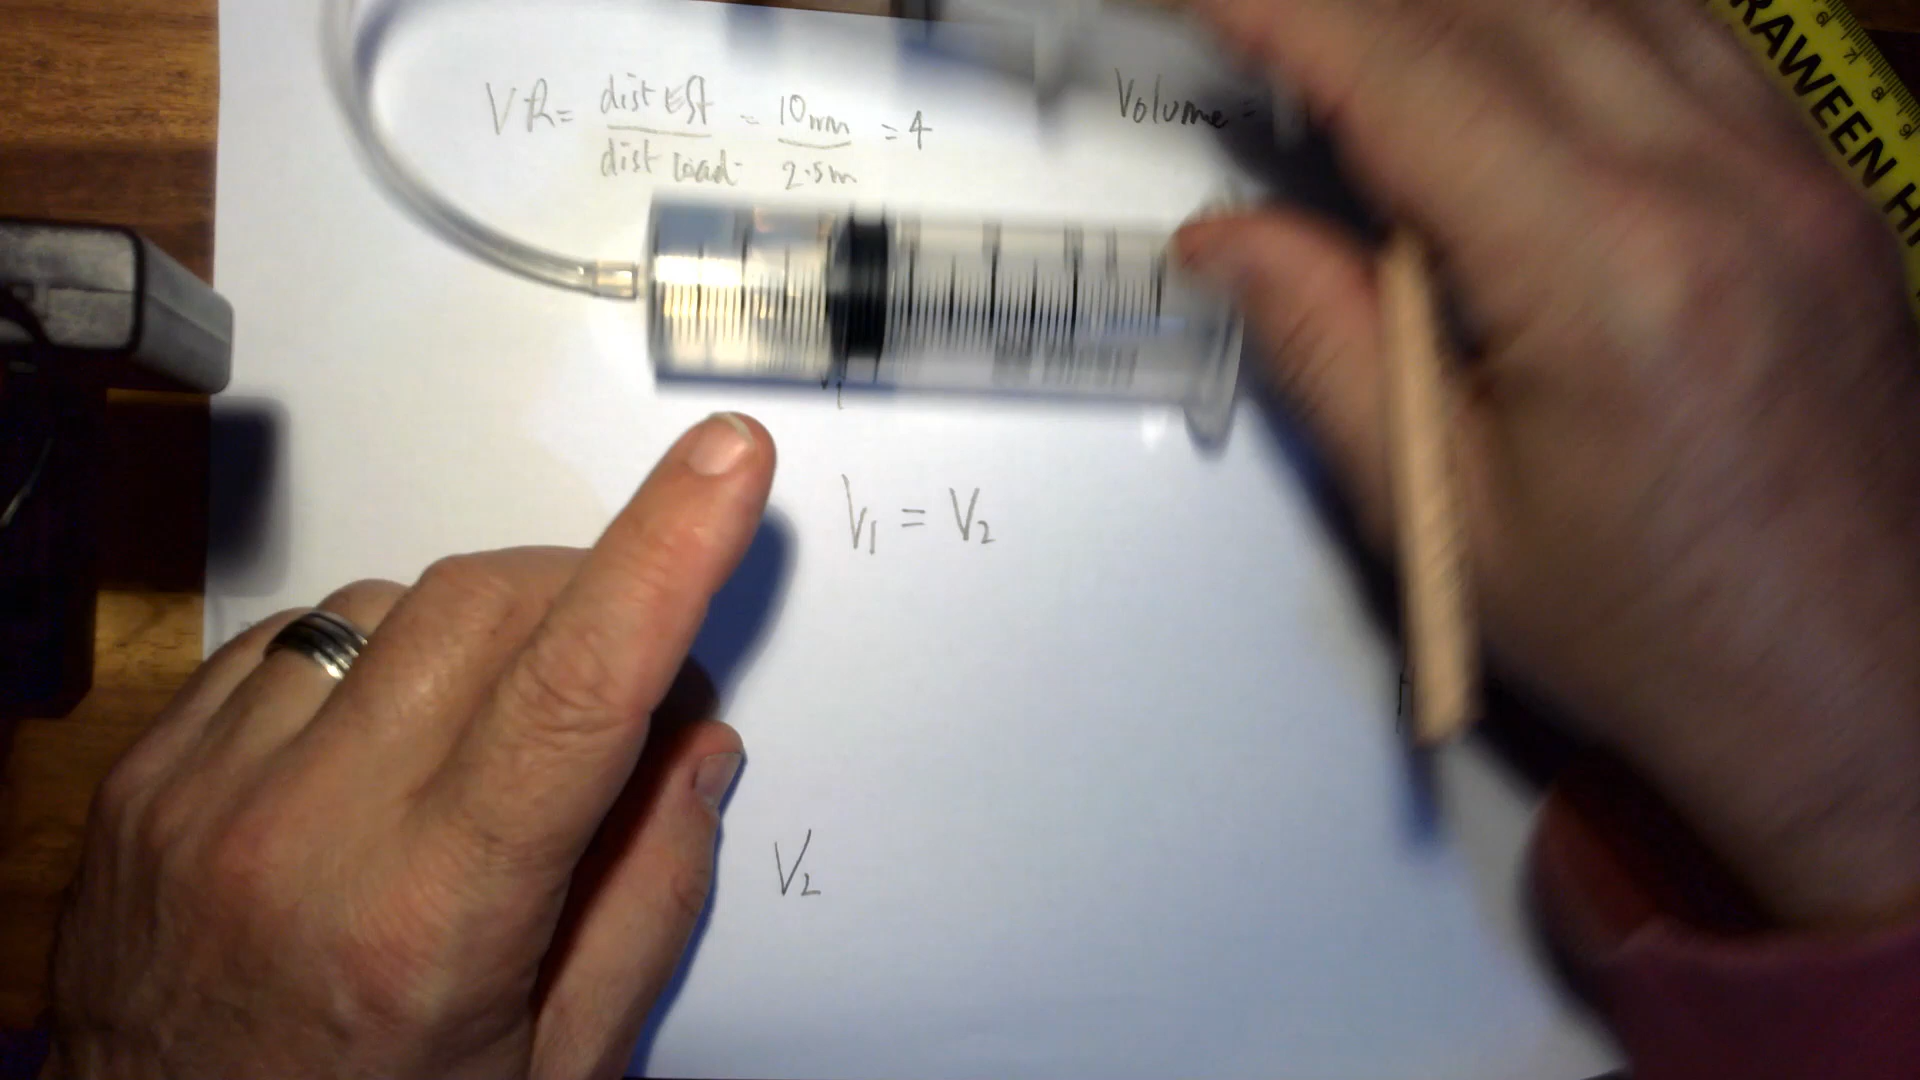 VR = dist Eff / dist Load = 10mm / 2.5m = 4
Volume =
V1 = V2
V2
RAWEEN H